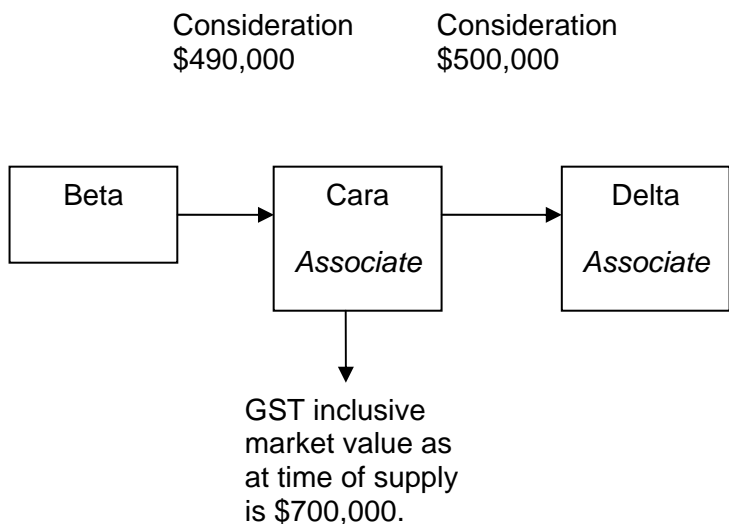 Consideration
$490,000
Consideration
$500,000
Beta
Cara
Associate
Delta
Associate
GST inclusive
market value as
at time of supply
is $700,000.